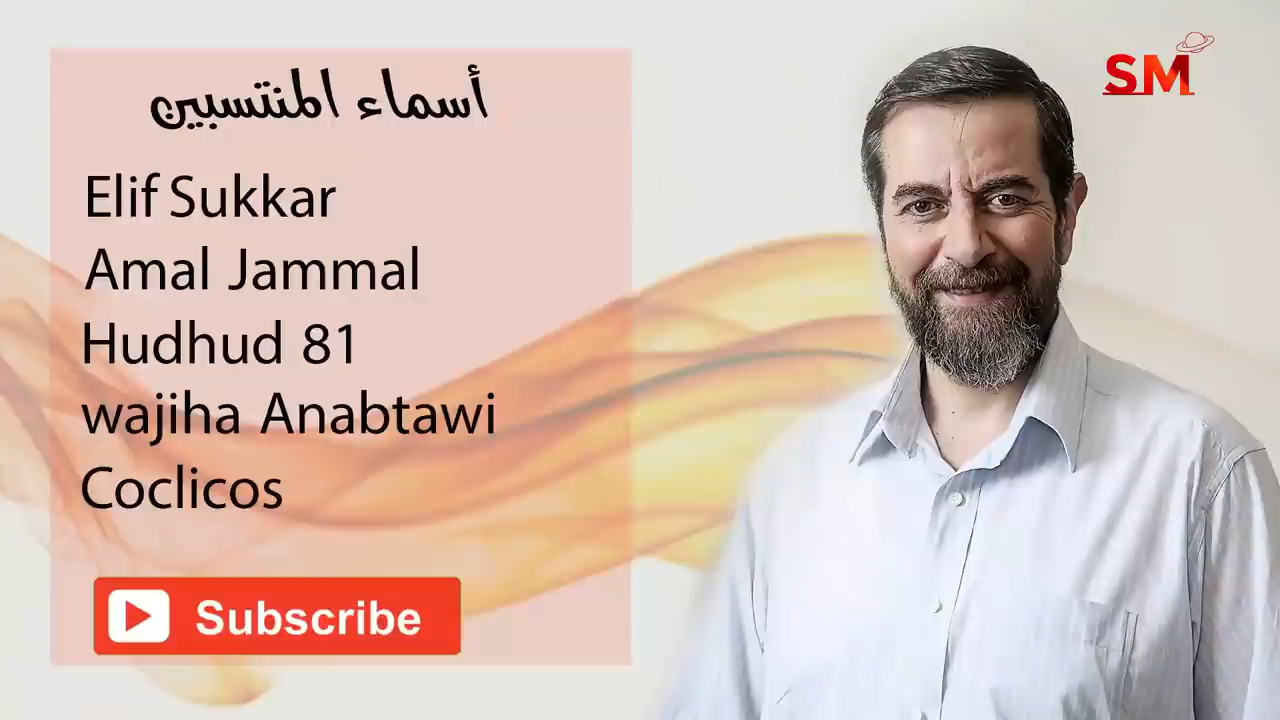 أسماء المنتسبين
Elif Sukkar
Amal Jammal
Hudhud 81
wajiha Anabtawi
Coclicos
Subscribe
SM